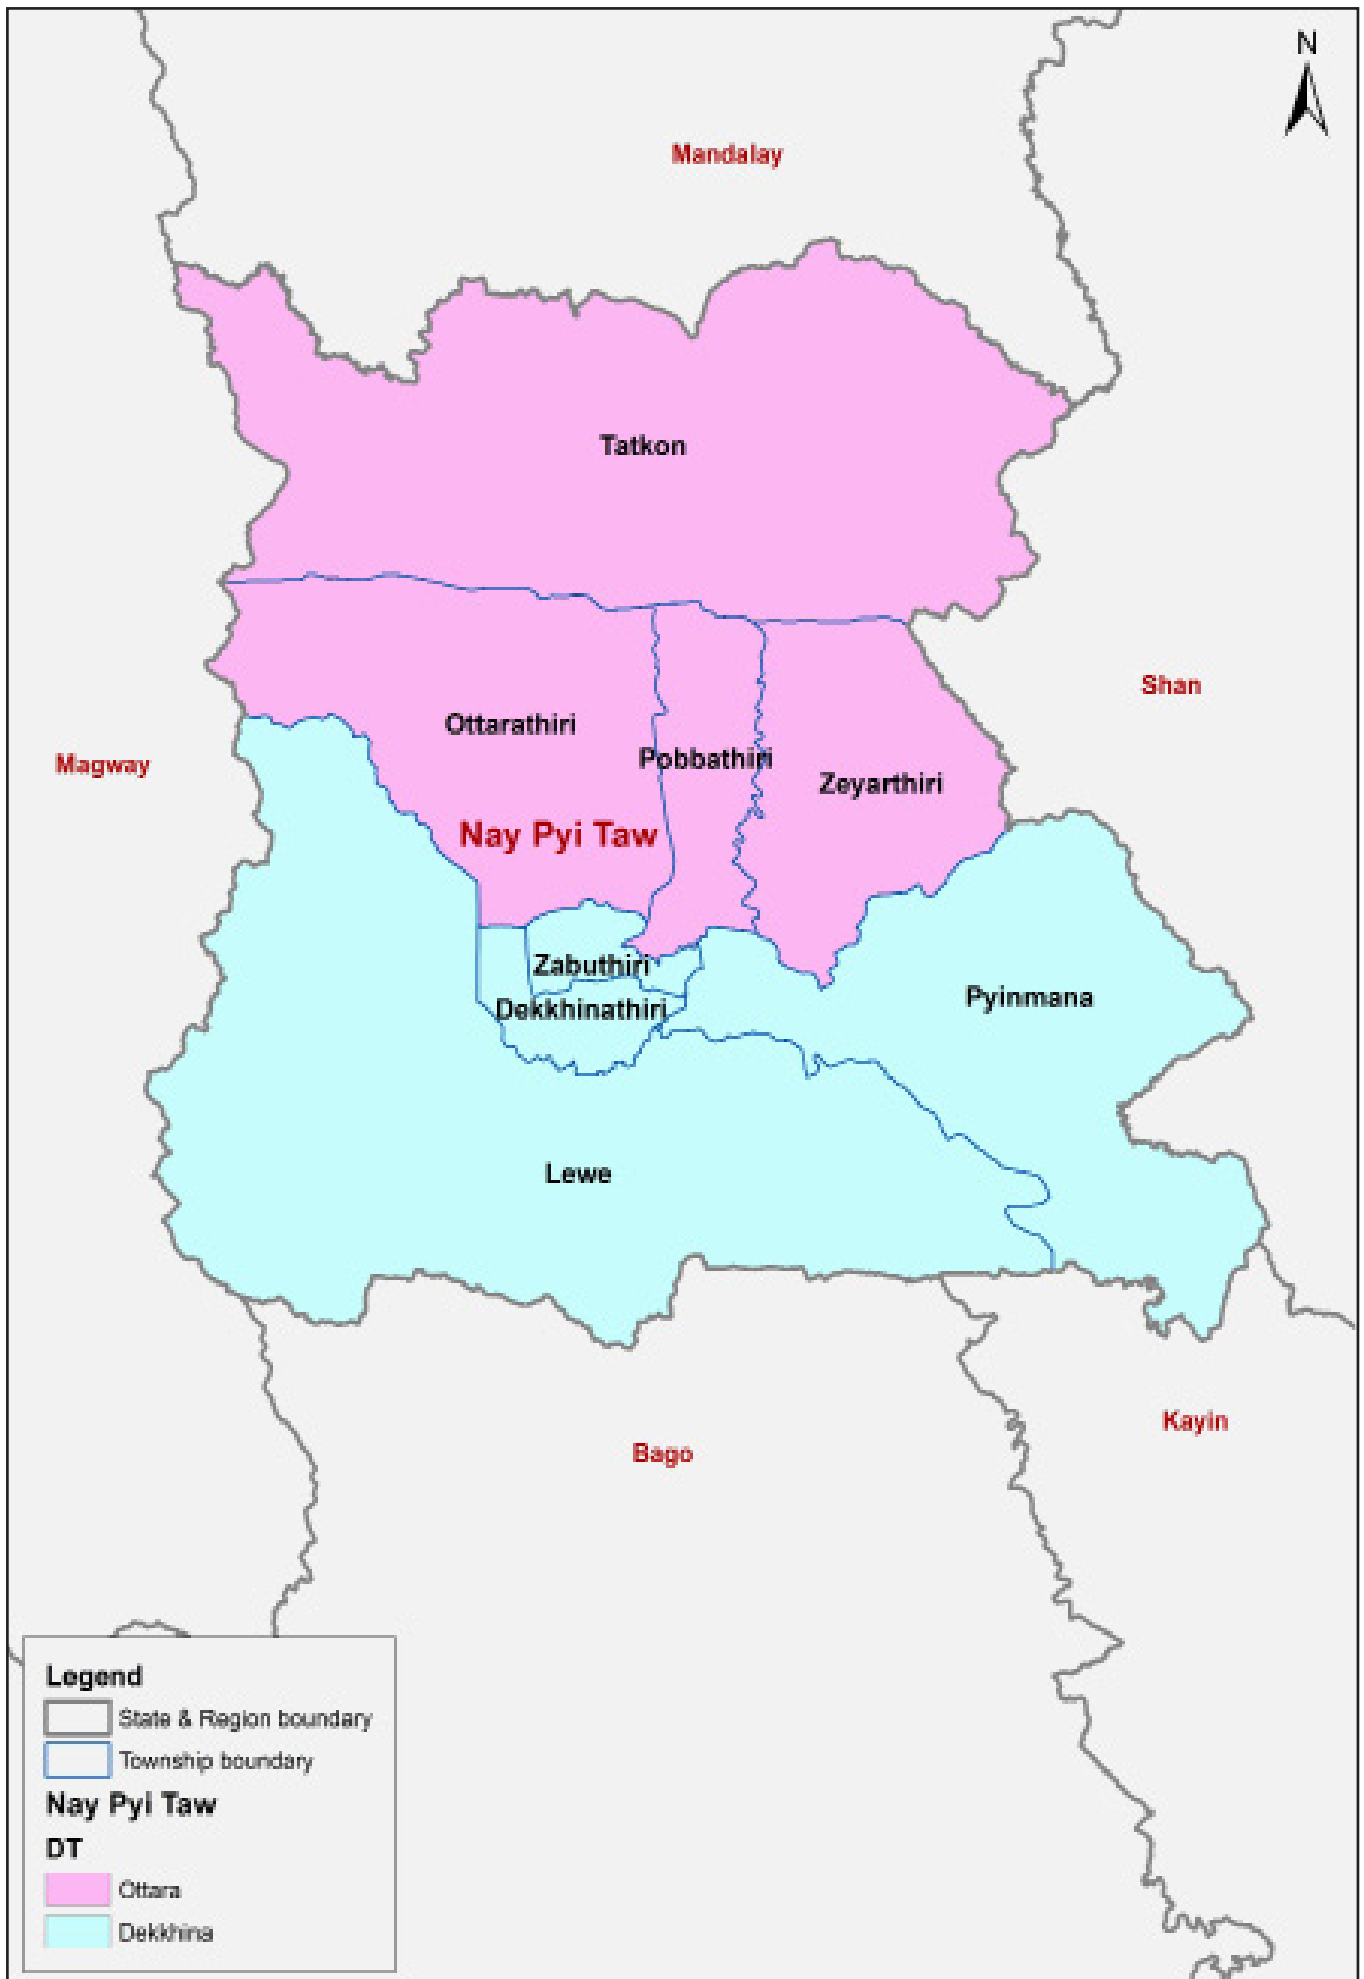 N
Mandalay
Tatkon
Shan
Ottarathiri
Pobbathiri
Magway
Zeyarthiri
Nay Pyi Taw
Zabuthiri
Pyinmana
Dekkhinathiri
Lewe
Kayin
Bago
Legend
State & Region boundary
Township boundary
Nay Pyi Taw
DT
Ottara
Dekkhina